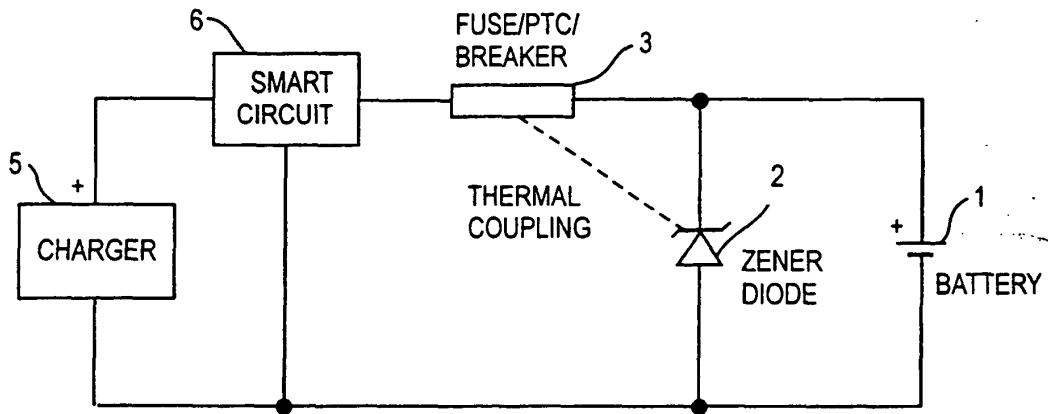 6
FUSE/PTC/
BREAKER
3
SMART
CIRCUIT
5
+
CHARGER
THERMAL
COUPLING
2
ZENER
DIODE
1
+
BATTERY